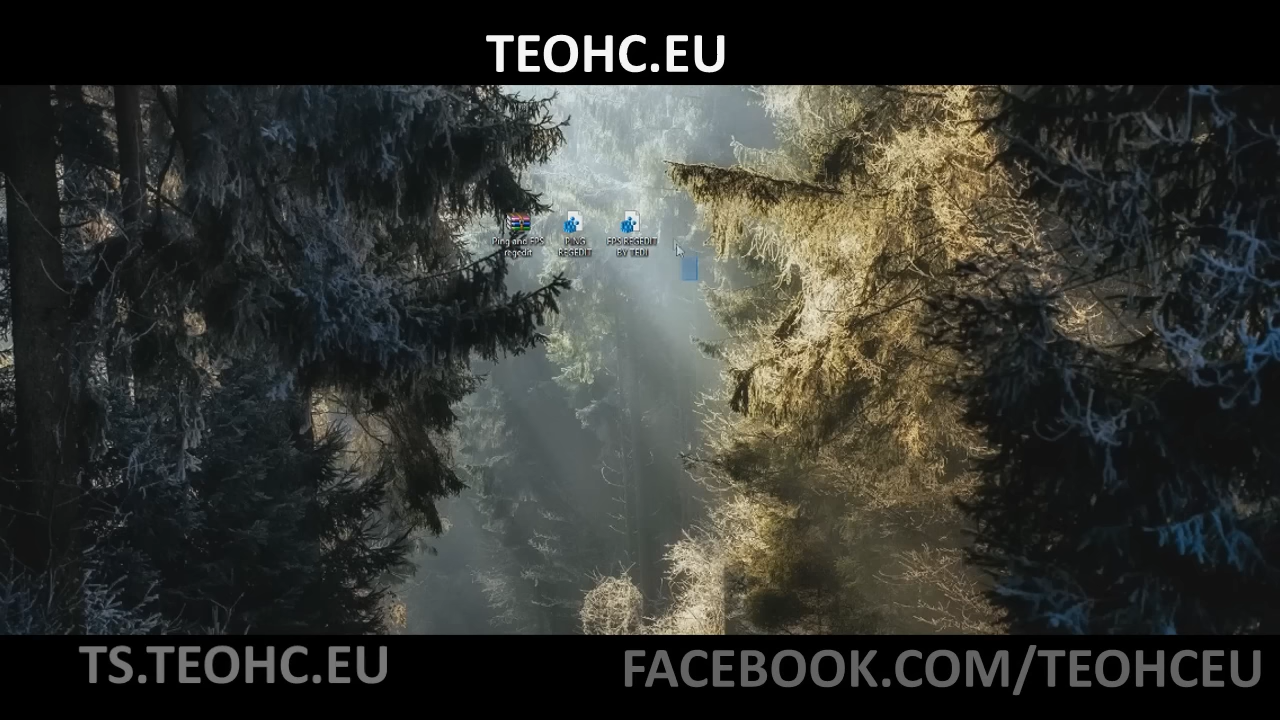 TEOHC.EU
Ping and FPS
regedit
PING
REGEDIT
FPS REGEDIT
BY TEDI
TS.TEOHC.EU
FACEBOOK.COM/TEOHCEU